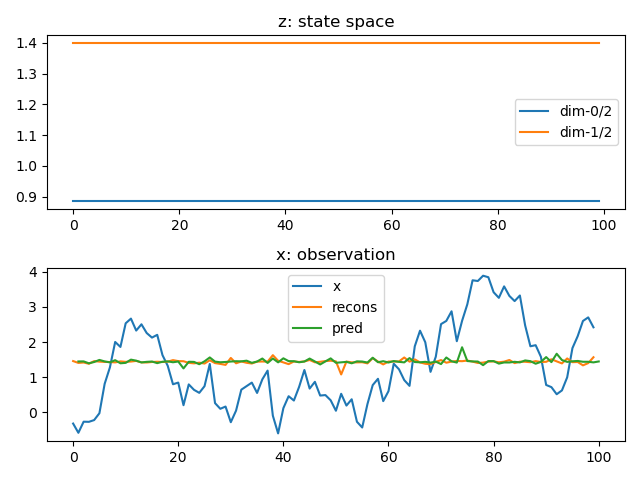 z: state space
1.4
1.3
1.2
1.1
1.0
0.9
dim-0/2
dim-1/2
0 20 40 60 80 100
x: observation
4
3
2
1
0
x
recons
pred
0 20 40 60 80 100